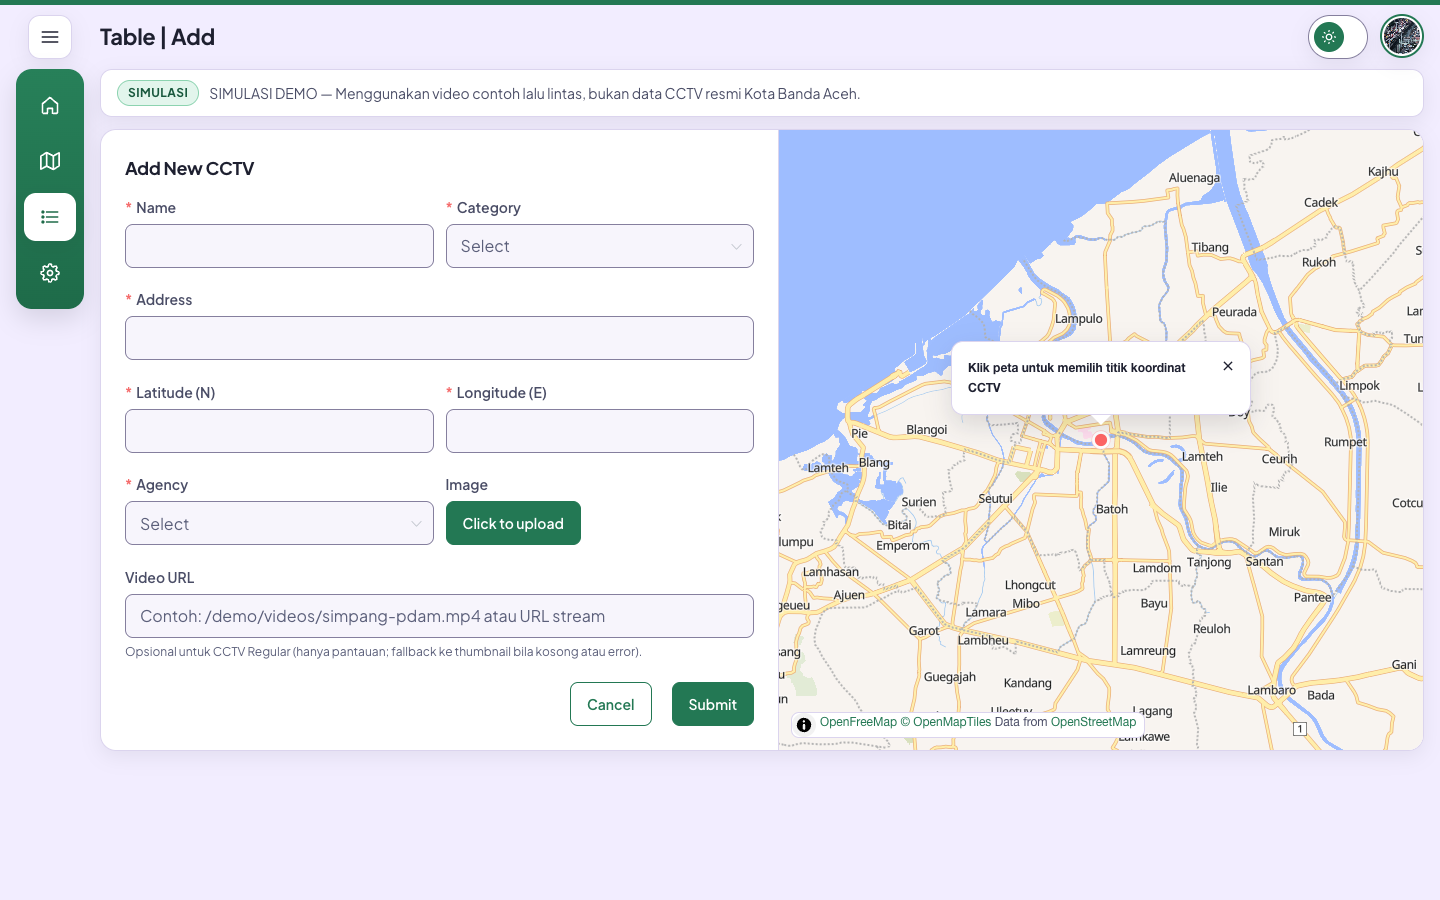 Table | Add
SIMULASI
SIMULASI DEMO — Menggunakan video contoh lalu lintas, bukan data CCTV resmi Kota Banda Aceh.
Add New CCTV
* Name
* Category
Select
* Address
* Latitude (N)
* Longitude (E)
* Agency
Image
Select
Click to upload
Video URL
Contoh: /demo/videos/simpang-pdam.mp4 atau URL stream
Opsional untuk CCTV Regular (hanya pantauan; fallback ke thumbnail bila kosong atau error).
Cancel
Submit
Aluenaga
Kajhu
Cadek
Tibang
Rukoh
Lampulo
Peurada
Klik peta untuk memilih titik koordinat
CCTV
Limpok
Pie
Blangoi
Rumpet
Lamteh
Blang
Lamteh
Ceurih
Ilie
Surien
Seutui
Batoh
Bitai
Emperom
Miruk
Lamhasan
Lamdom
Tanjong
Santan
Ajuen
Lhongcut
Mibo
Lamara
Bayu
Pantee
Garot
Lambheu
Reuloh
Lamreung
Gani
Guegajah
Kandang
Lambaro
Bada
Lagang
1
OpenFreeMap © OpenMapTiles Data from OpenStreetMap